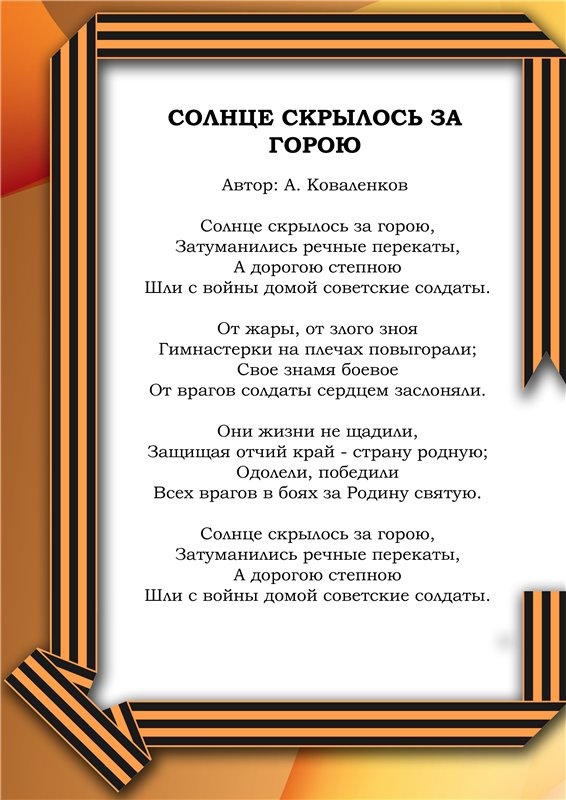 СОЛНЦЕ СКРЫЛОСЬ ЗА
ГОРОЮ
Автор: А. Коваленков
Солнце скрылось за горою,
Затуманились речные перекаты,
А дорогою степною
Шли с войны домой советские солдаты.
От жары, от злого зноя
Гимнастерки на плечах повыгорали;
Свое знамя боевое
От врагов солдаты сердцем заслоняли.
Они жизни не щадили,
Защищая отчий край - страну родную;
Одолели, победили
Всех врагов в боях за Родину святую.
Солнце скрылось за горою,
Затуманились речные перекаты,
А дорогою степною
Шли с войны домой советские солдаты.